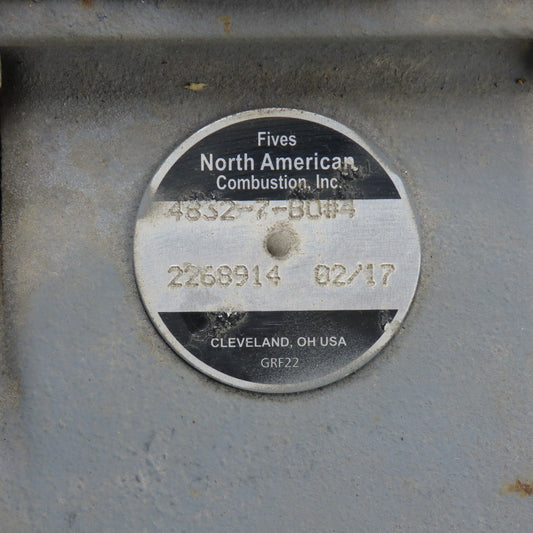 Fives
North American
Combustion, Inc.
4832-7-BO#4
2268914 02/17
CLEVELAND, OH USA
GRF22